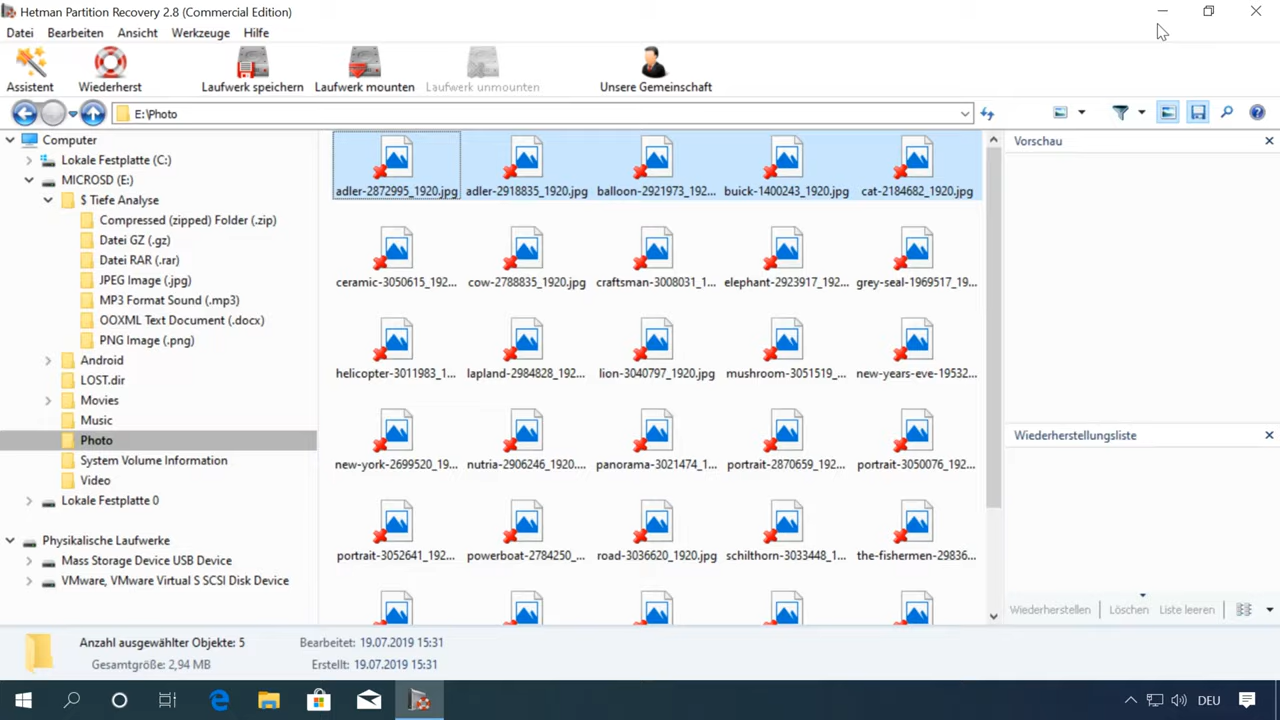 Hetman Partition Recovery 2.8 (Commercial Edition)
Datei Bearbeiten Ansicht Werkzeuge Hilfe
Assistent Wiederherst Laufwerk speichern Laufwerk mounten Laufwerk unmounten Unsere Gemeinschaft
E:\Photo
Computer
Lokale Festplatte (C:)
MICROSD (E:)
$ Tiefe Analyse
Compressed (zipped) Folder (.zip)
Datei GZ (.gz)
Datei RAR (.rar)
JPEG Image (.jpg)
MP3 Format Sound (.mp3)
OOXML Text Document (.docx)
PNG Image (.png)
Android
LOST.dir
Movies
Music
Photo
System Volume Information
Video
Lokale Festplatte 0
Physikalische Laufwerke
Mass Storage Device USB Device
VMware, VMware Virtual S SCSI Disk Device
adler-2872995_1920.jpg adler-2918835_1920.jpg balloon-2921973_192... buick-1400243_1920.jpg cat-2184682_1920.jpg
ceramic-3050615_192... cow-2788835_1920.jpg craftsman-3008031_1... elephant-2923917_192... grey-seal-1969517_19...
helicopter-3011983_1... lapland-2984828_192... lion-3040797_1920.jpg mushroom-3051519_... new-years-eve-19532...
new-york-2699520_19... nutria-2906246_1920.... panorama-3021474_1... portrait-2870659_192... portrait-3050076_192...
portrait-3052641_192... powerboat-2784250_... road-3036620_1920.jpg schilthorn-3033448_1... the-fishermen-29836...
Vorschau
Wiederherstellungsliste
Wiederherstellen Löschen Liste leeren
Anzahl ausgewählter Objekte: 5 Bearbeitet: 19.07.2019 15:31
Gesamtgröße: 2,94 MB Erstellt: 19.07.2019 15:31
DEU